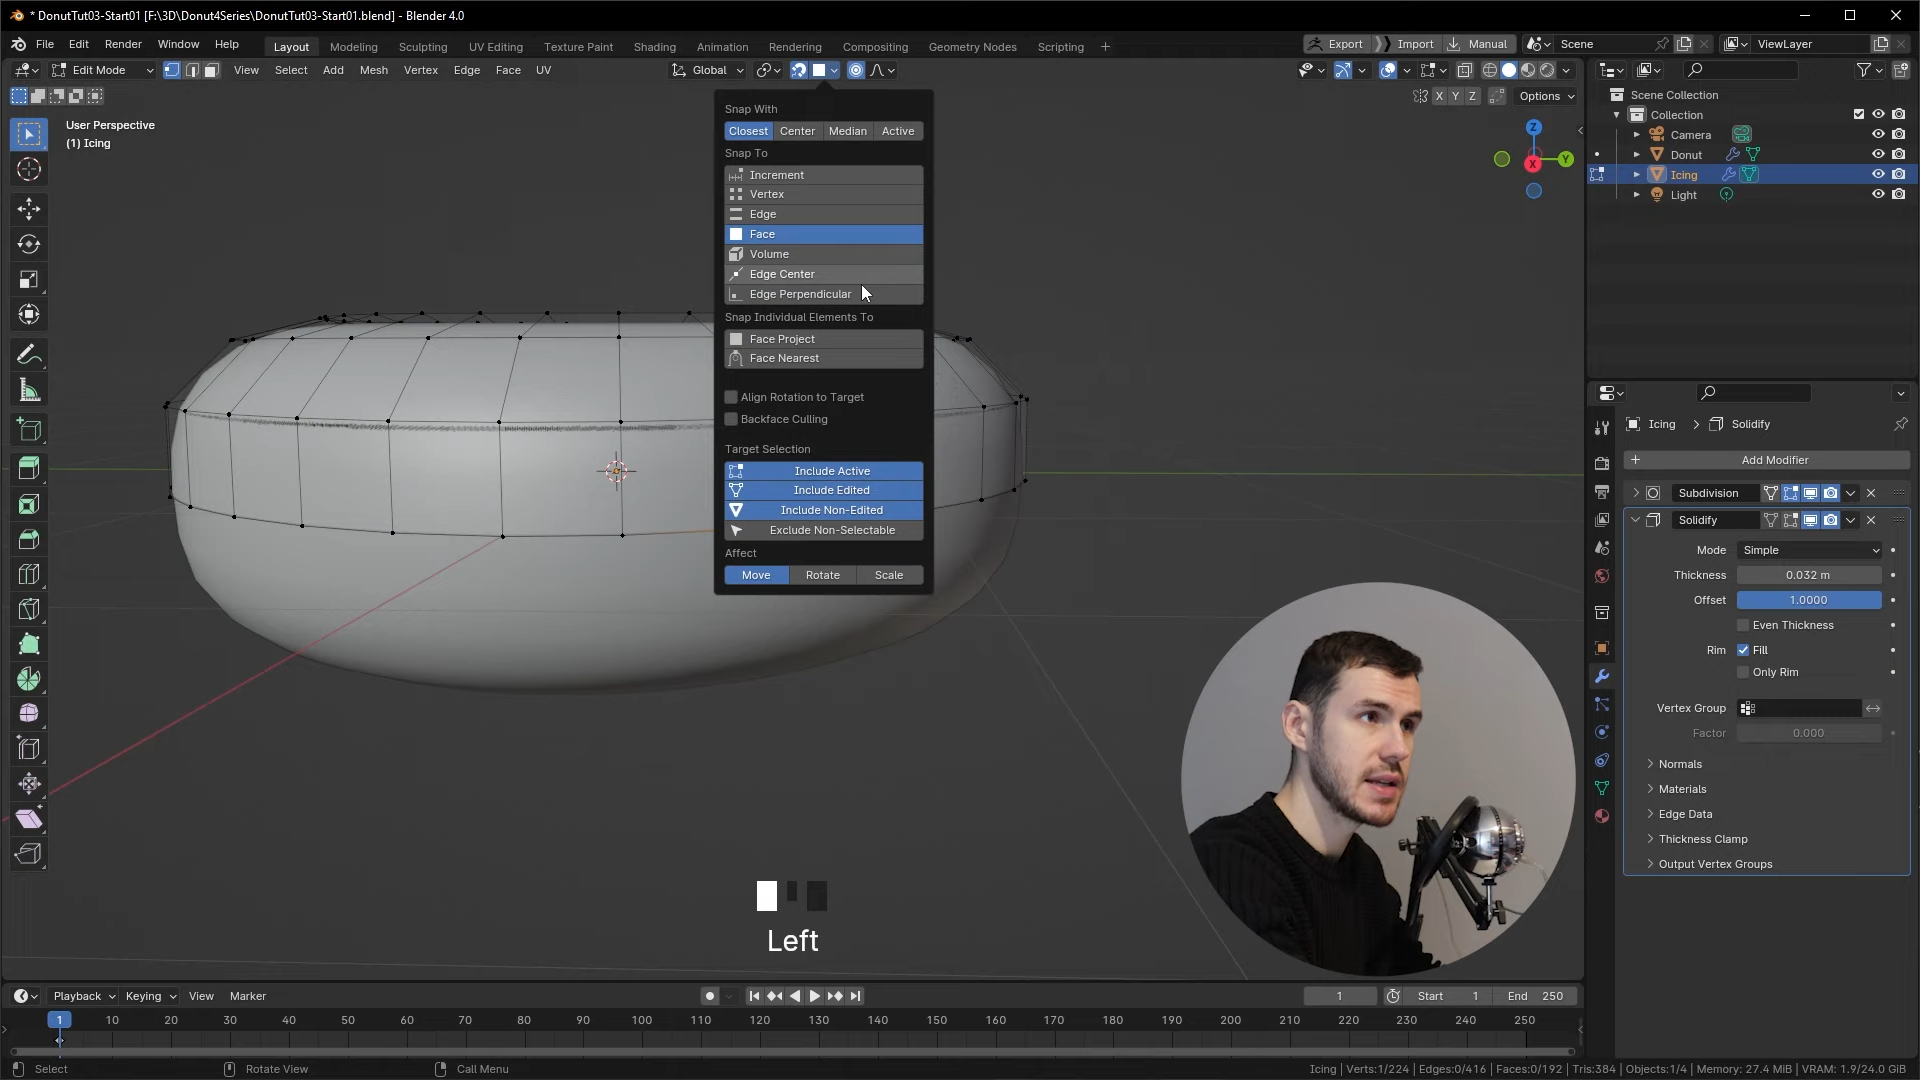 * DonutTut03-Start01 [F:\3D\Donut4Series\DonutTut03-Start01.blend] - Blender 4.0
File Edit Render Window Help Layout Modeling Sculpting UV Editing Texture Paint Shading Animation Rendering Compositing Geometry Nodes Scripting + Export Import Manual Scene ViewLayer
Edit Mode View Select Add Mesh Vertex Edge Face UV Global
X Y Z Options
User Perspective
(1) Icing
Snap With
Closest Center Median Active
Snap To
Increment
Vertex
Edge
Face
Volume
Edge Center
Edge Perpendicular
Snap Individual Elements To
Face Project
Face Nearest
Align Rotation to Target
Backface Culling
Target Selection
Include Active
Include Edited
Include Non-Edited
Exclude Non-Selectable
Affect
Move Rotate Scale
Z
Y
X
Scene Collection
Collection
Camera
Donut
Icing
Light
Icing > Solidify
+ Add Modifier
Subdivision
Solidify
Mode Simple
Thickness 0.032 m
Offset 1.0000
Even Thickness
Rim Fill
Only Rim
Vertex Group
Factor 0.000
Normals
Materials
Edge Data
Thickness Clamp
Output Vertex Groups
Left
Playback Keying View Marker 1 Start 1 End 250
1 10 20 30 40 50 60 70 80 90 100 110 120 130 140 150 160 170 180 190 200 210 220 230 240 250
Select Rotate View Call Menu Icing | Verts:1/224 | Edges:0/416 | Faces:0/192 | Tris:384 | Objects:1/4 | Memory: 27.4 MiB | VRAM: 1.9/24.0 GiB